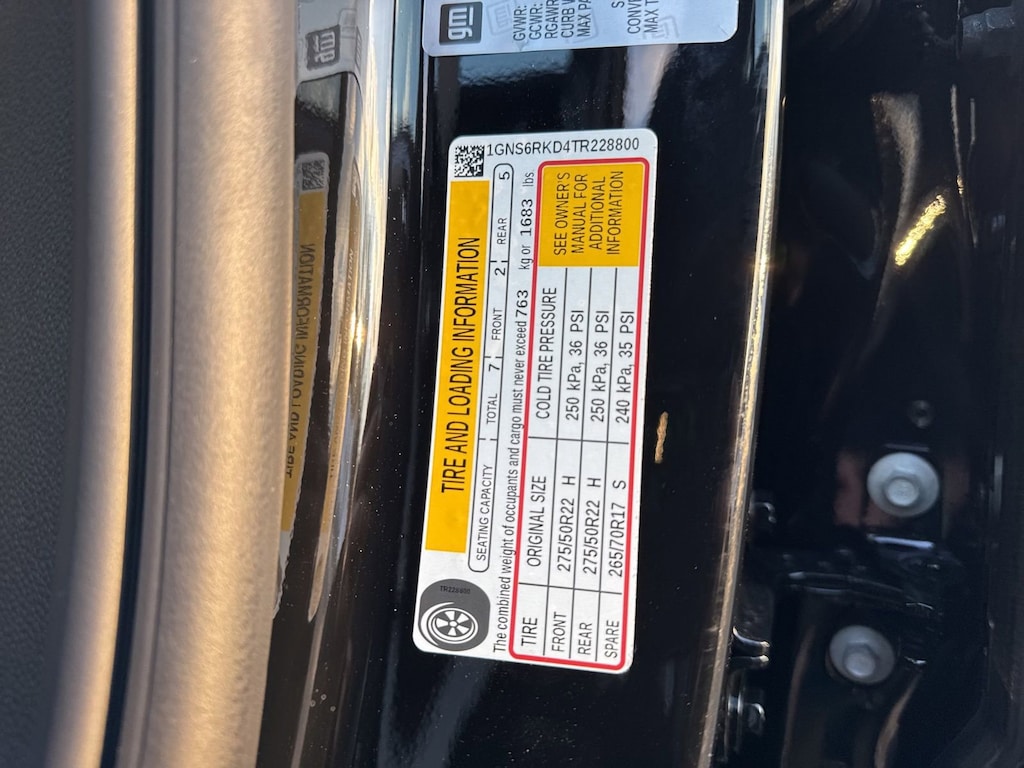 gm
GVWR:
GCWR:
RGAWR
CURB W
MAX PA
S
CONV
MAX T
1GNS6RKD4TR228800
TR228800
TIRE AND LOADING INFORMATION
SEATING CAPACITY TOTAL 7 FRONT 2 REAR 5
The combined weight of occupants and cargo must never exceed 763 kg or 1683 lbs.
TIRE ORIGINAL SIZE COLD TIRE PRESSURE
FRONT 275/50R22 H 250 kPa, 36 PSI
REAR 275/50R22 H 250 kPa, 36 PSI
SPARE 265/70R17 S 240 kPa, 35 PSI
SEE OWNER'S
MANUAL FOR
ADDITIONAL
INFORMATION
gm
TIRE AND LOADING INFORMATION